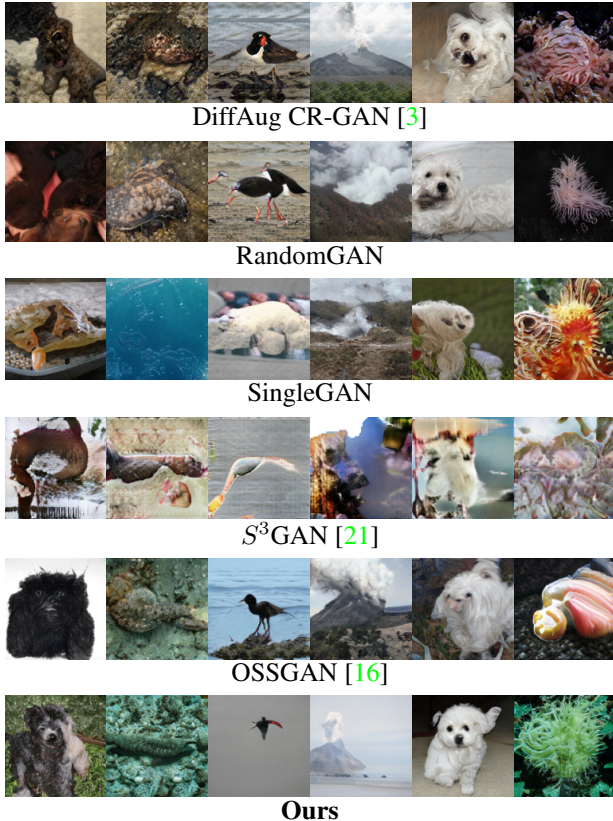 DiffAug CR-GAN [3]
RandomGAN
SingleGAN
S³GAN [21]
OSSGAN [16]
Ours